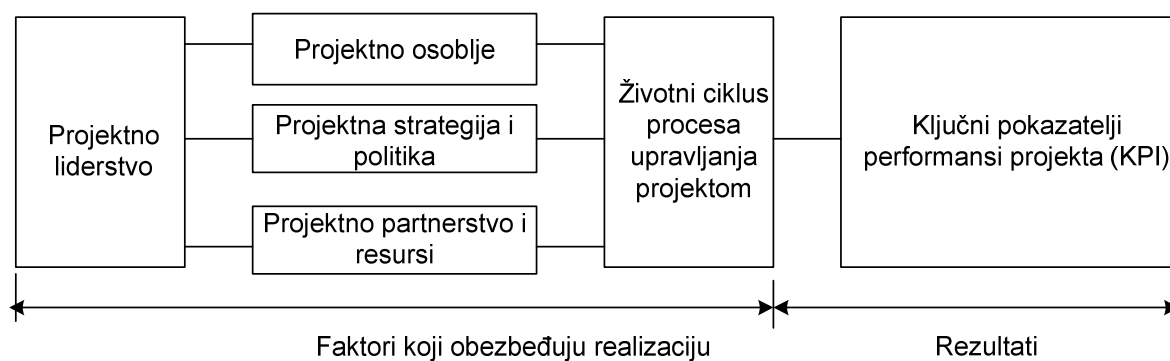 Projektno
liderstvo
Projektno osoblje
Projektna strategija i
politika
Projektno partnerstvo i
resursi
Životni ciklus
procesa
upravljanja
projektom
Ključni pokazatelji
performansi projekta (KPI)
Faktori koji obezbeđuju realizaciju
Rezultati